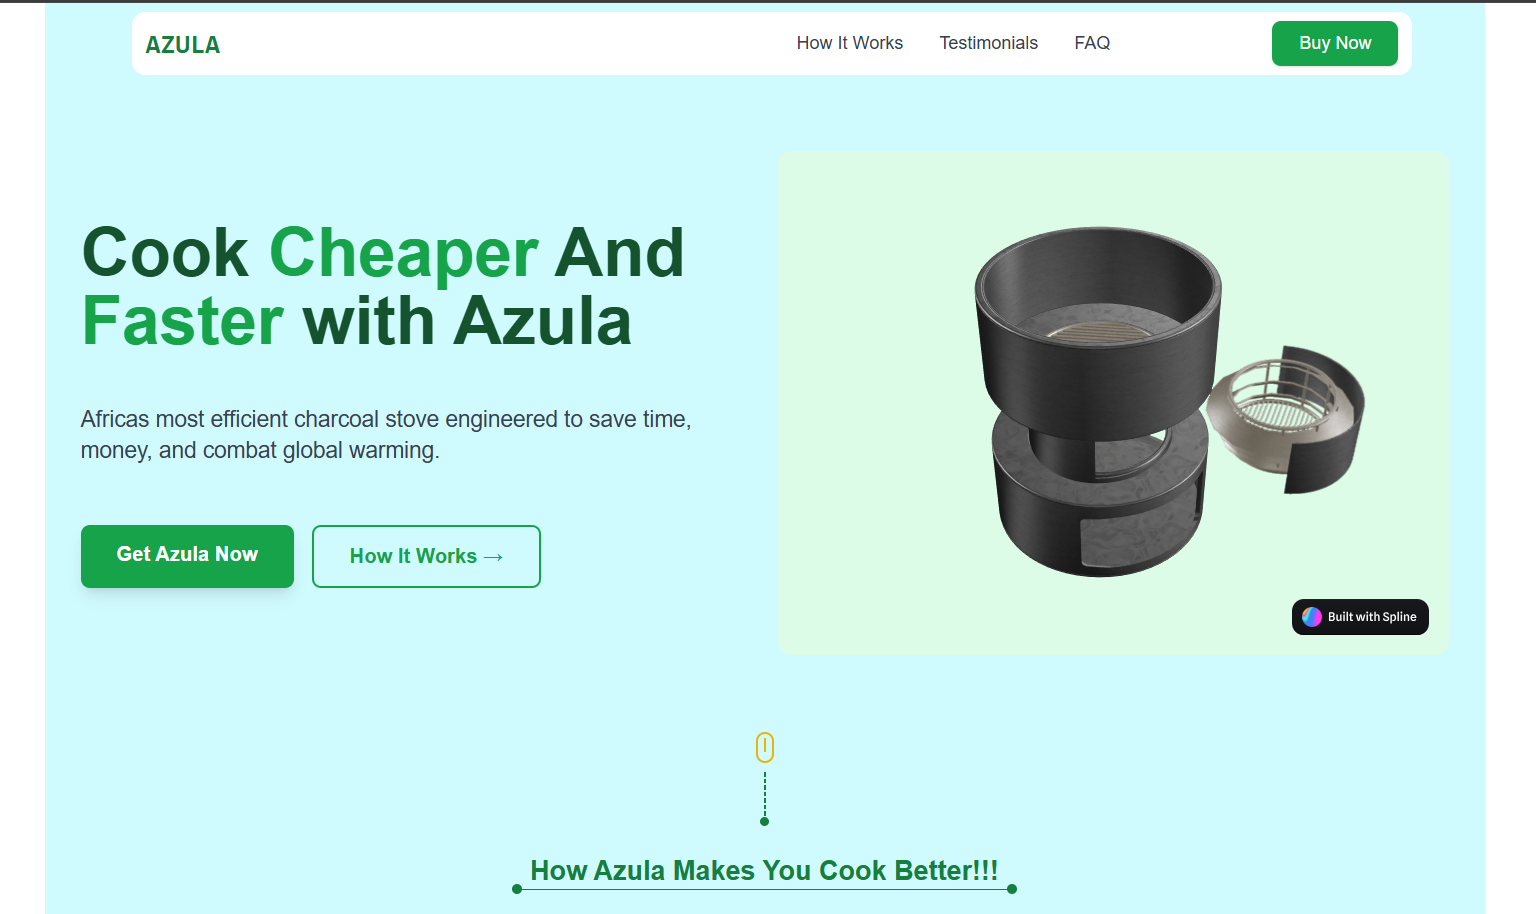 AZULA
How It Works Testimonials FAQ
Buy Now
Cook Cheaper And
Faster with Azula
Africas most efficient charcoal stove engineered to save time,
money, and combat global warming.
Get Azula Now
How It Works →
Built with Spline
How Azula Makes You Cook Better!!!